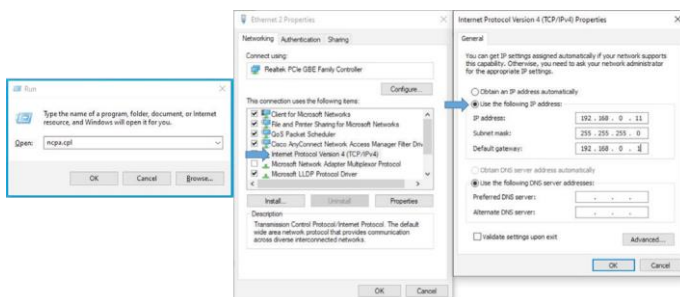 Run
Type the name of a program, folder, document, or Internet
resource, and Windows will open it for you.
Open: ncpa.cpl
OK Cancel Browse...
Ethernet 2 Properties
Networking Authentication Sharing
Connect using:
Realtek PCIe GBE Family Controller
Configure...
This connection uses the following items:
Client for Microsoft Networks
File and Printer Sharing for Microsoft Networks
QoS Packet Scheduler
Cisco AnyConnect Network Access Manager Filter Driv
Internet Protocol Version 4 (TCP/IPv4)
Microsoft Network Adapter Multiplexor Protocol
Microsoft LLDP Protocol Driver
Install... Uninstall Properties
Description
Transmission Control Protocol/Internet Protocol. The default
wide area network protocol that provides communication
across diverse interconnected networks.
OK Cancel
Internet Protocol Version 4 (TCP/IPv4) Properties
General
You can get IP settings assigned automatically if your network supports
this capability. Otherwise, you need to ask your network administrator
for the appropriate IP settings.
Obtain an IP address automatically
Use the following IP address:
IP address: 192 . 168 . 0 . 11
Subnet mask: 255 . 255 . 255 . 0
Default gateway: 192 . 168 . 0 . 1
Obtain DNS server address automatically
Use the following DNS server addresses:
Preferred DNS server: . . .
Alternate DNS server: . . .
Validate settings upon exit
Advanced...
OK Cancel